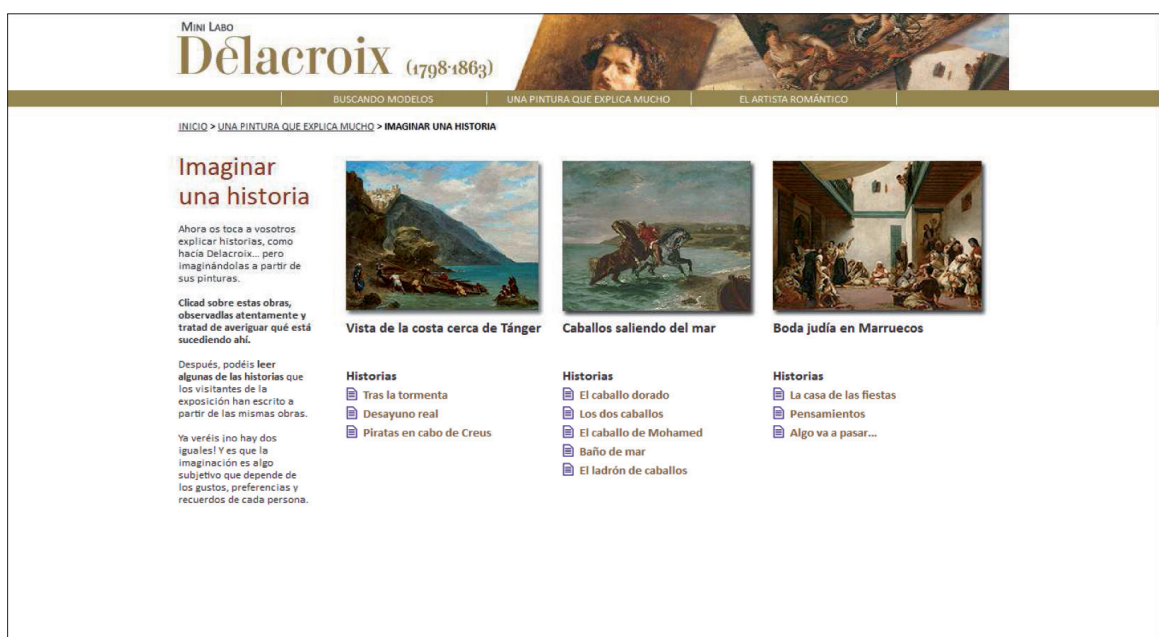 MINI LABO
Delacroix (1798-1863)
BUSCANDO MODELOS
UNA PINTURA QUE EXPLICA MUCHO
EL ARTISTA ROMÁNTICO
INICIO > UNA PINTURA QUE EXPLICA MUCHO > IMAGINAR UNA HISTORIA
Imaginar
una historia
Ahora os toca a vosotros
explicar historias, como
hacía Delacroix... pero
imaginándolas a partir de
sus pinturas.
Clicad sobre estas obras,
observadlas atentamente y
tratad de averiguar qué está
sucediendo ahí.
Después, podéis leer
algunas de las historias que
los visitantes de la
exposición han escrito a
partir de las mismas obras.
Ya veréis ¡no hay dos
iguales! Y es que la
imaginación es algo
subjetivo que depende de
los gustos, preferencias y
recuerdos de cada persona.
Vista de la costa cerca de Tánger
Historias
Tras la tormenta
Desayuno real
Piratas en cabo de Creus
Caballos saliendo del mar
Historias
El caballo dorado
Los dos caballos
El caballo de Mohamed
Baño de mar
El ladrón de caballos
Boda judía en Marruecos
Historias
La casa de las fiestas
Pensamientos
Algo va a pasar...